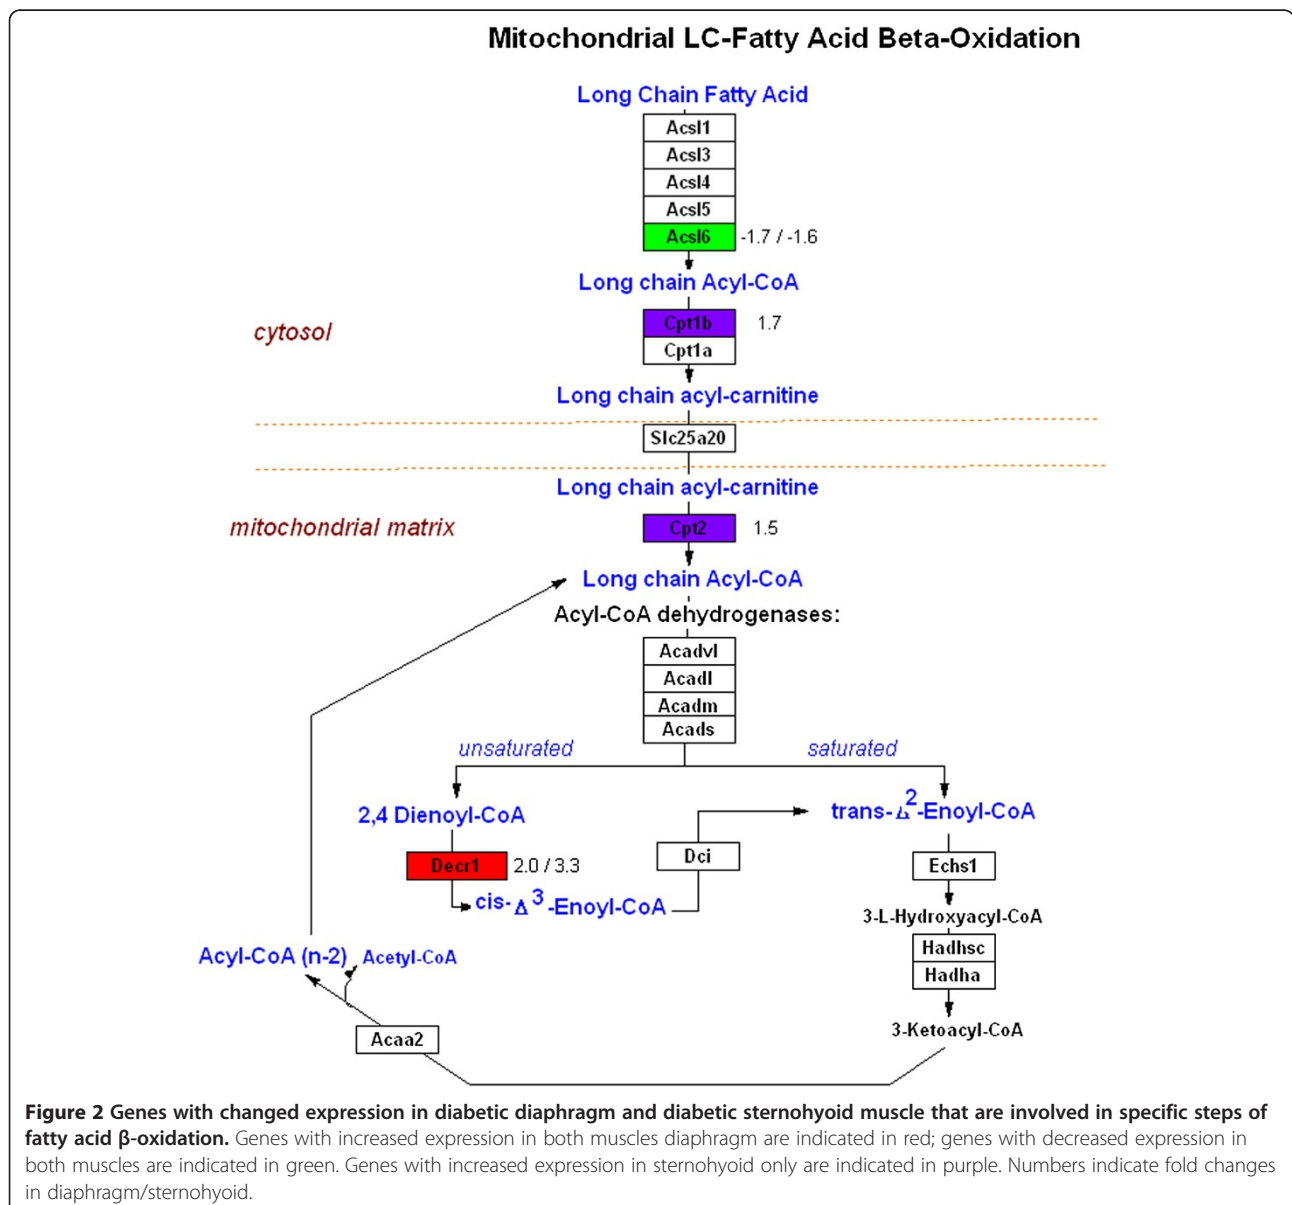 Mitochondrial LC-Fatty Acid Beta-Oxidation
Long Chain Fatty Acid
Acsl1
Acsl3
Acsl4
Acsl5
Acsl6 -1.7 / -1.6
Long chain Acyl-CoA
cytosol
Cpt1b 1.7
Cpt1a
Long chain acyl-carnitine
Slc25a20
Long chain acyl-carnitine
mitochondrial matrix
Cpt2 1.5
Long chain Acyl-CoA
Acyl-CoA dehydrogenases:
Acadvl
Acadl
Acadm
Acads
unsaturated
saturated
2,4 Dienoyl-CoA
trans-Δ²-Enoyl-CoA
Decr1 2.0 / 3.3
Dci
Echs1
cis-Δ³-Enoyl-CoA
3-L-Hydroxyacyl-CoA
Hadhsc
Hadha
Acyl-CoA (n-2)
Acetyl-CoA
3-Ketoacyl-CoA
Acaa2
Figure 2 Genes with changed expression in diabetic diaphragm and diabetic sternohyoid muscle that are involved in specific steps of
fatty acid β-oxidation. Genes with increased expression in both muscles diaphragm are indicated in red; genes with decreased expression in
both muscles are indicated in green. Genes with increased expression in sternohyoid only are indicated in purple. Numbers indicate fold changes
in diaphragm/sternohyoid.